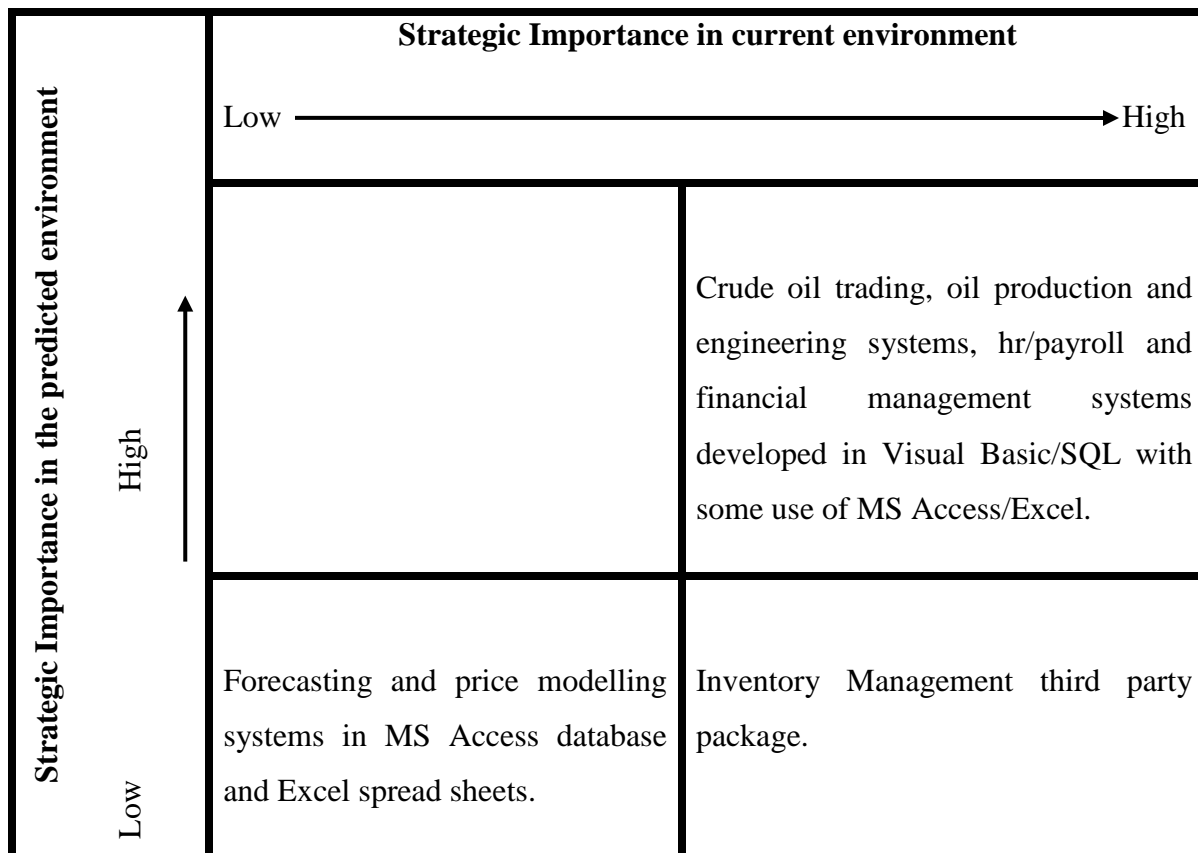 Strategic Importance in current environment
Low
High
Strategic Importance in the predicted environment
High
Low
Crude oil trading, oil production and
engineering systems, hr/payroll and
financial management systems
developed in Visual Basic/SQL with
some use of MS Access/Excel.
Forecasting and price modelling
systems in MS Access database
and Excel spread sheets.
Inventory Management third party
package.